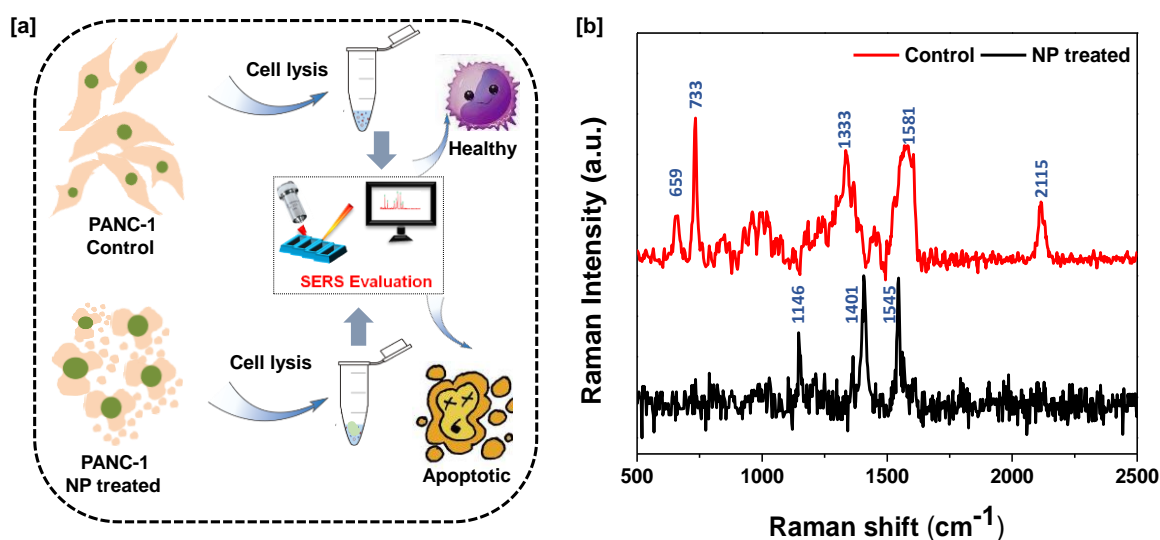 [a]
Cell lysis
Healthy
PANC-1
Control
SERS Evaluation
Cell lysis
PANC-1
NP treated
Apoptotic
[b]
Control
NP treated
659
733
1333
1581
2115
1146
1401
1545
Raman Intensity (a.u.)
500
1000
1500
2000
2500
Raman shift (cm⁻¹)